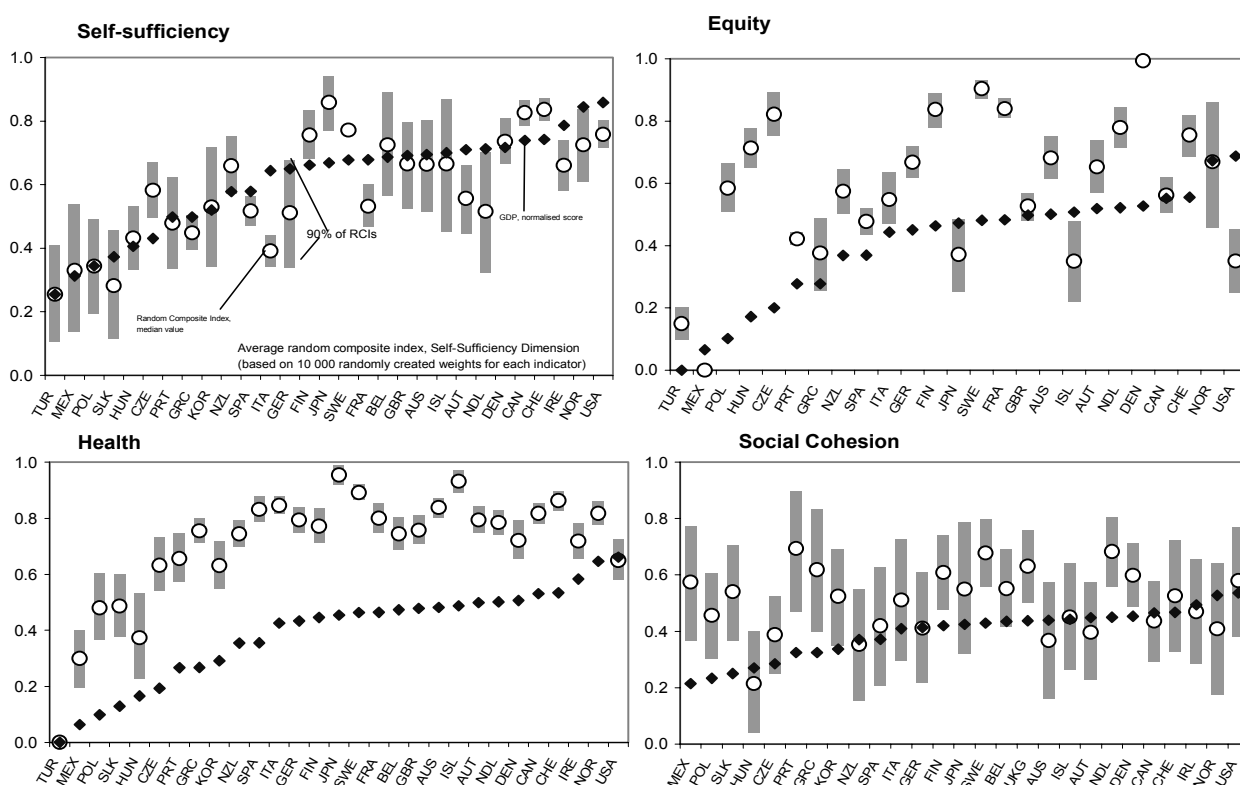 Self-sufficiency
1.0
0.8
0.6
0.4
0.2
0.0
GDP, normalised score
90% of RCIs
Random Composite Index,
median value
Average random composite index, Self-Sufficiency Dimension
(based on 10 000 randomly created weights for each indicator)
TUR MEX POL SLK HUN CZE PRT GRC KOR NZL SPA ITA GER FIN JPN SWE FRA BEL GBR AUS ISL AUT NDL DEN CAN CHE IRE NOR USA
Equity
1.0
0.8
0.6
0.4
0.2
0.0
TUR MEX POL HUN CZE PRT GRC NZL SPA ITA GER FIN JPN SWE FRA GBR AUS ISL AUT NDL DEN CAN CHE NOR USA
Health
1.0
0.8
0.6
0.4
0.2
0.0
TUR MEX POL SLK HUN CZE PRT GRC KOR NZL SPA ITA GER FIN JPN SWE FRA BEL GBR AUS ISL AUT NDL DEN CAN CHE IRE NOR USA
Social Cohesion
1.0
0.8
0.6
0.4
0.2
0.0
MEX POL SLK HUN CZE PRT GRC KOR NZL SPA ITA GER FIN JPN SWE BEL UKG AUS ISL AUT NDL DEN CAN CHE IRL NOR USA